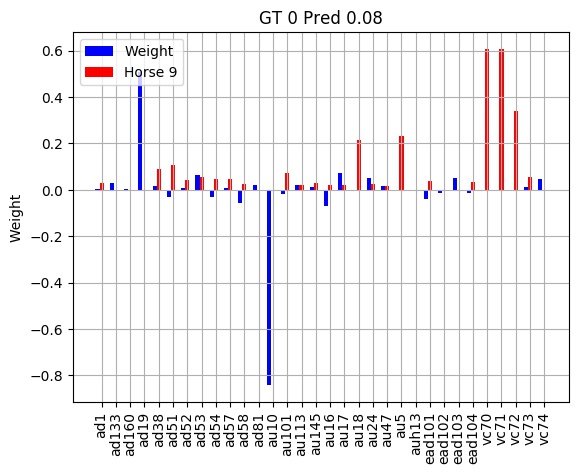 GT 0 Pred 0.08
Weight
Horse 9
Weight
0.6
0.4
0.2
0.0
−0.2
−0.4
−0.6
−0.8
ad1
ad133
ad160
ad19
ad38
ad51
ad52
ad53
ad54
ad57
ad58
ead81
au10
au101
au113
au145
au16
au17
au18
au24
au47
au5
auh13
ead101
ead102
ead103
ead104
vc70
vc71
vc72
vc73
vc74